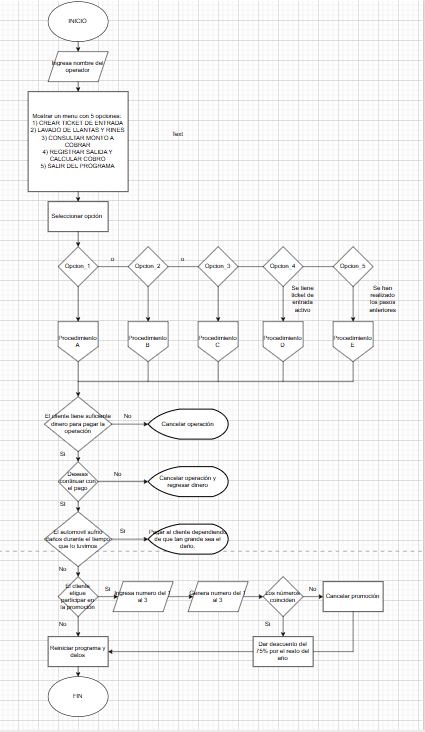 INICIO
Ingresa nombre del
operador
Mostrar un menu con 5 opciones:
1) CREAR TICKET DE ENTRADA
2) LAVADO DE LLANTAS Y RINES
3) CONSULTAR MONTO A
COBRAR
4) REGISTRAR SALIDA Y
CALCULAR COBRO
5) SALIR DEL PROGRAMA
Text
Seleccionar opción
Opcion_1
o
Opcion_2
o
Opcion_3
Opcion_4
Opcion_5
Se tiene
ticket de
entrada
activo
Se han
realizado
los pasos
anteriores
Procedimiento
A
Procedimiento
B
Procedimiento
C
Procedimiento
D
Procedimiento
E
El cliente tiene suficiente
dinero para pagar la
operación
No
Cancelar operación
Si
Deseas
continuar con
el pago
No
Cancelar operación y
regresar dinero
Si
El automovil sufrio
daños durante el tiempo
que lo tuvimos
Si
Pagar al cliente dependiendo
de que tan grande sea el
daño.
No
El cliente
eligue
participar en
la promoción
Si
Ingresa numero del 1
al 3
Genera numero del 1
al 3
Los números
coinciden
No
Cancelar promoción
No
Si
Reiniciar programa y
datos
Dar descuento del
75% por el resto del
año
FIN